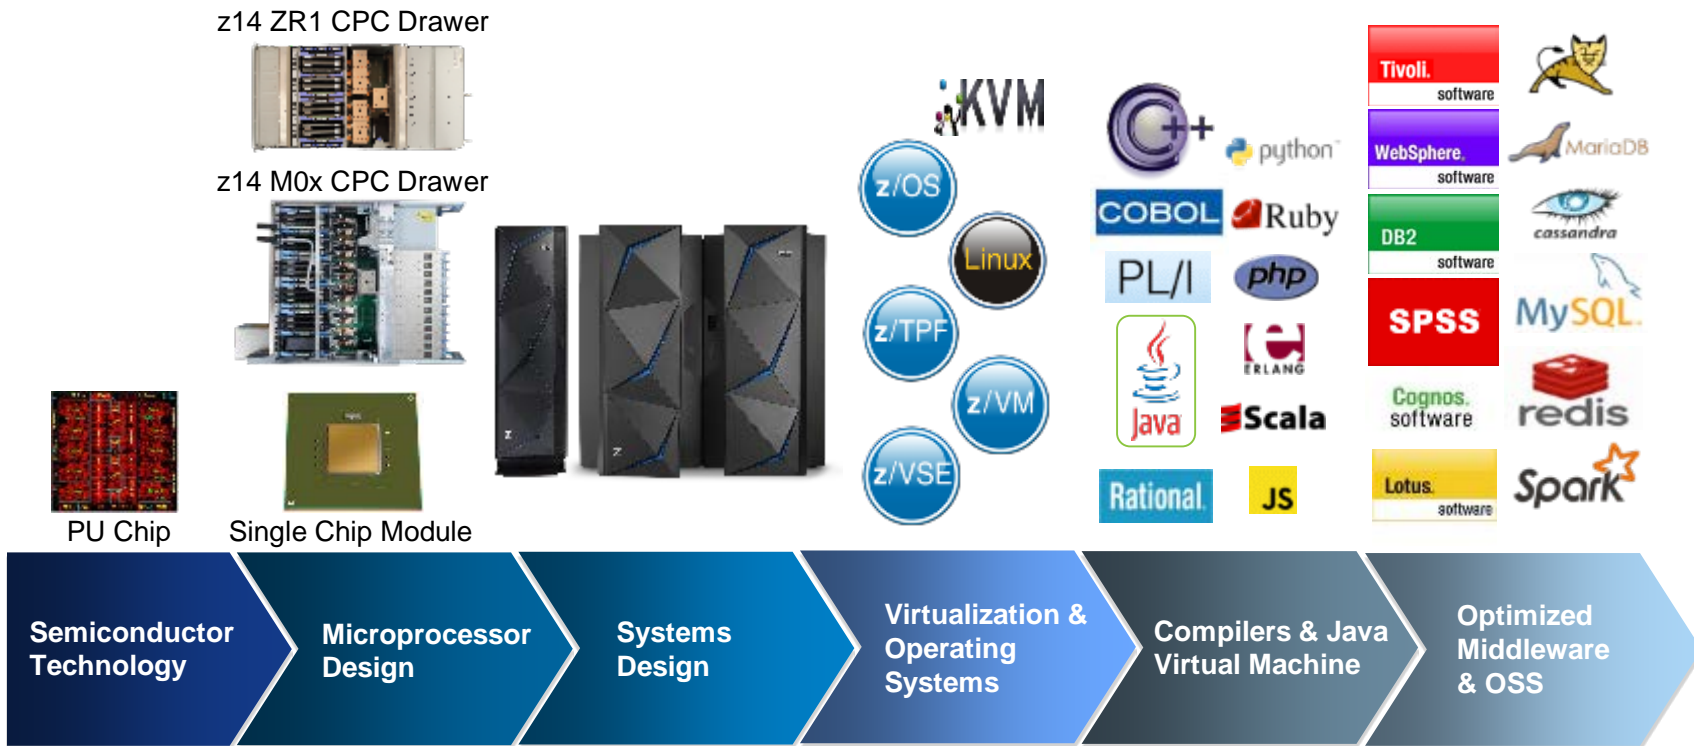 z14 ZR1 CPC Drawer
z14 M0x CPC Drawer
PU Chip
Single Chip Module
KVM
z/OS
Linux
z/TPF
z/VM
z/VSE
C++
python
COBOL
Ruby
PL/I
php
Java
ERLANG
Scala
Rational.
JS
Tivoli.
software
WebSphere.
software
DB2
software
SPSS
Cognos.
software
Lotus.
software
MariaDB
cassandra
MySQL
redis
Spark
Semiconductor
Technology
Microprocessor
Design
Systems
Design
Virtualization &
Operating
Systems
Compilers & Java
Virtual Machine
Optimized
Middleware
& OSS